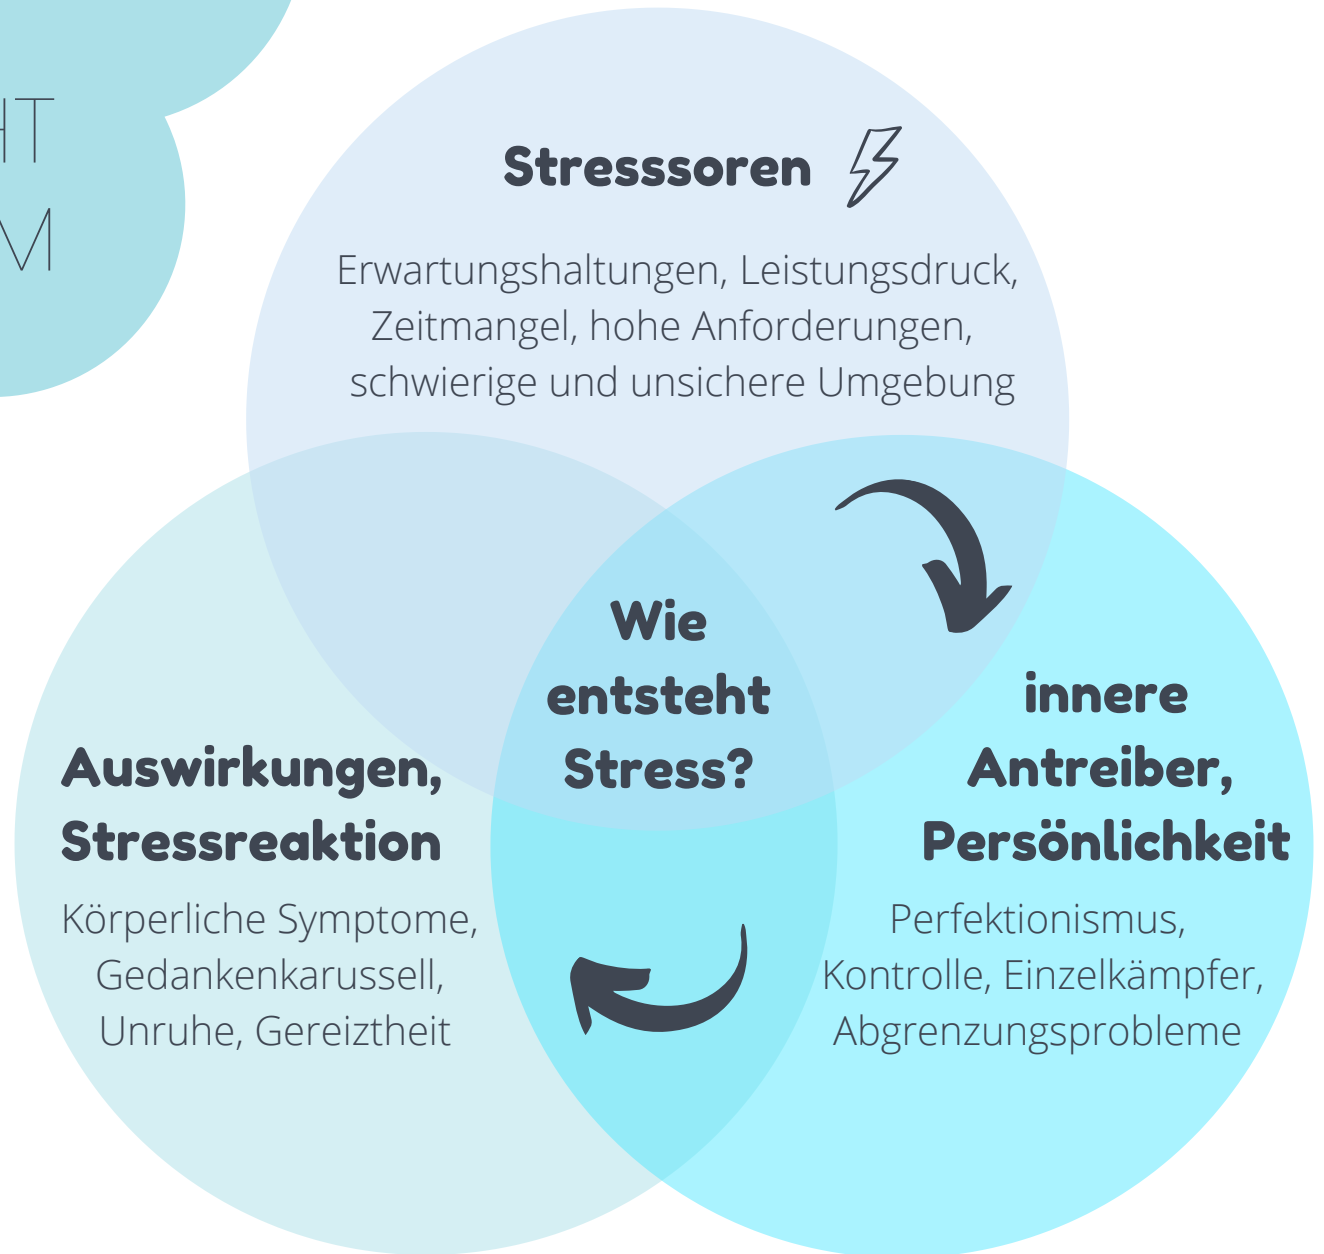 HT
M
Stresssoren
Erwartungshaltungen, Leistungsdruck,
Zeitmangel, hohe Anforderungen,
schwierige und unsichere Umgebung
Wie
entsteht
Stress?
innere
Antreiber,
Persönlichkeit
Perfektionismus,
Kontrolle, Einzelkämpfer,
Abgrenzungsprobleme
Auswirkungen,
Stressreaktion
Körperliche Symptome,
Gedankenkarussell,
Unruhe, Gereiztheit